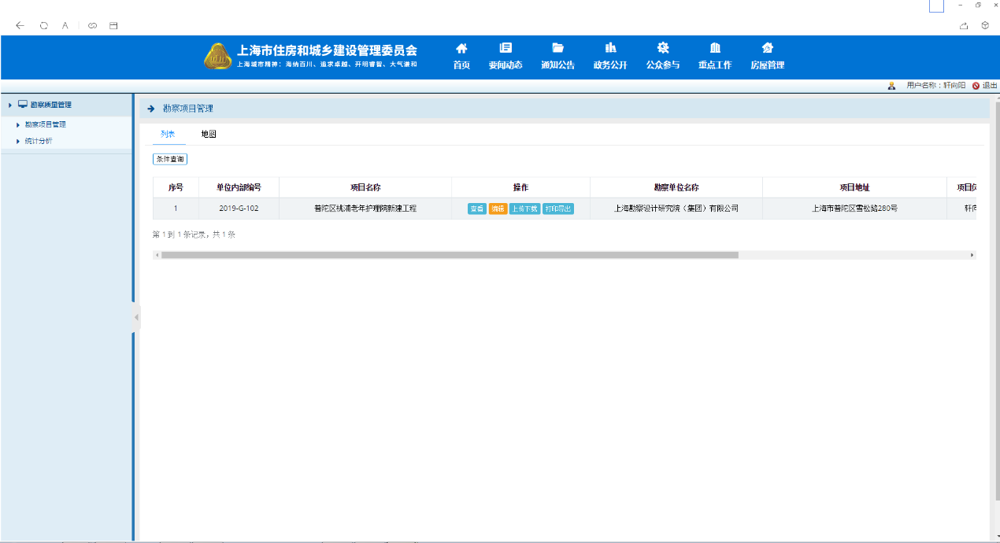 上海市住房和城乡建设管理委员会
上海城市精神：海纳百川、追求卓越、开明睿智、大气谦和
首页 要闻动态 通知公告 政务公开 公众参与 重点工作 房屋管理
用户名称：轩向阳 退出
勘察质量管理
勘察项目管理
统计分析
勘察项目管理
列表 地图
条件查询
序号 单位内部编号 项目名称 操作 勘察单位名称 项目地址 项目
1 2019-G-102 普陀区桃浦老年护理院新建工程 查看 编辑 上传下载 打印导出 上海勘察设计研究院（集团）有限公司 上海市普陀区雪松路280号 轩向
第 1 到 1 条记录，共 1 条